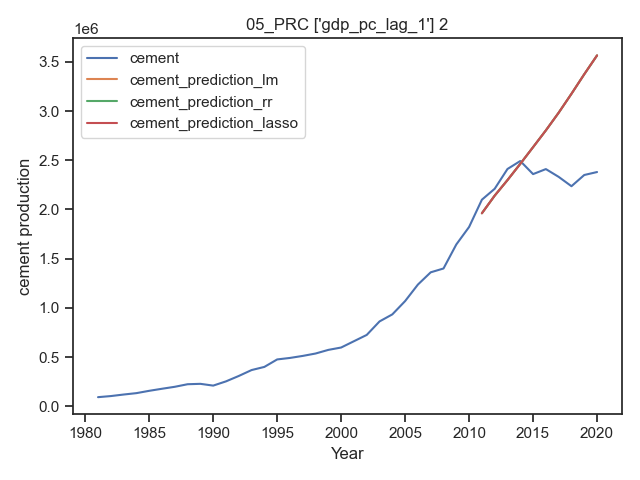 05_PRC ['gdp_pc_lag_1'] 2
1e6
cement
cement_prediction_lm
cement_prediction_rr
cement_prediction_lasso
3.5
3.0
2.5
2.0
1.5
1.0
0.5
0.0
cement production
1980 1985 1990 1995 2000 2005 2010 2015 2020
Year